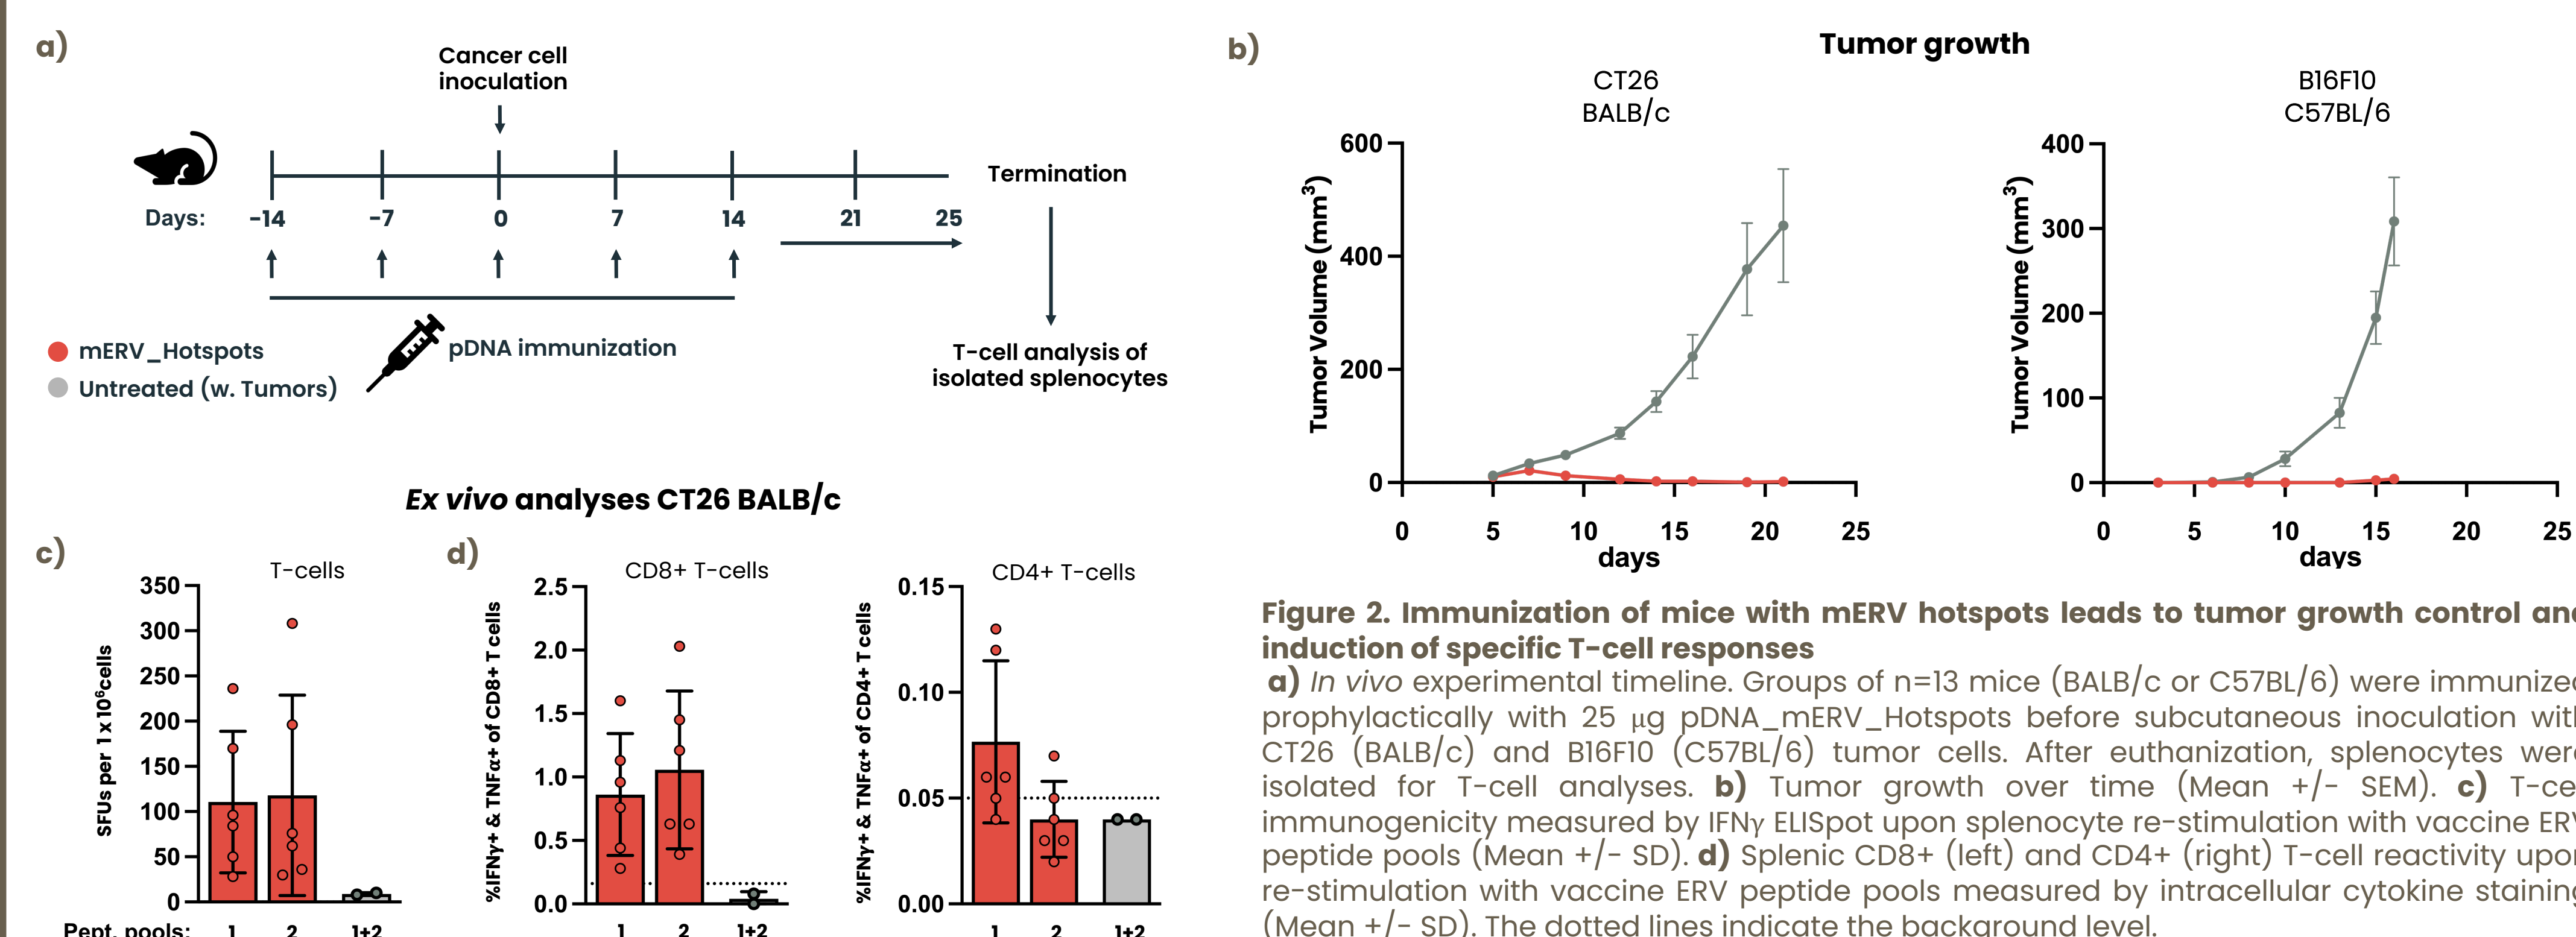 a)
Cancer cell
inoculation
Termination
Days: -14 -7 0 7 14 21 25
mERV_Hotspots
Untreated (w. Tumors)
pDNA immunization
T-cell analysis of
isolated splenocytes
b)
Tumor growth
CT26
BALB/c
600
400
200
0
Tumor Volume (mm³)
0 5 10 15 20 25
days
B16F10
C57BL/6
400
300
200
100
0
Tumor Volume (mm³)
0 5 10 15 20 25
days
Ex vivo analyses CT26 BALB/c
c)
T-cells
350
300
250
200
150
100
50
0
SFUs per 1 x 10⁶cells
Pept. pools: 1 2 1+2
d)
CD8+ T-cells
2.5
2.0
1.5
1.0
0.5
0.0
%IFNγ+ & TNFα+ of CD8+ T cells
1 2 1+2
CD4+ T-cells
0.15
0.10
0.05
0.00
%IFNγ+ & TNFα+ of CD4+ T cells
1 2 1+2
Figure 2. Immunization of mice with mERV hotspots leads to tumor growth control and
induction of specific T-cell responses
a) In vivo experimental timeline. Groups of n=13 mice (BALB/c or C57BL/6) were immunized
prophylactically with 25 μg pDNA_mERV_Hotspots before subcutaneous inoculation with
CT26 (BALB/c) and B16F10 (C57BL/6) tumor cells. After euthanization, splenocytes were
isolated for T-cell analyses. b) Tumor growth over time (Mean +/- SEM). c) T-cel
immunogenicity measured by IFNγ ELISpot upon splenocyte re-stimulation with vaccine ERV
peptide pools (Mean +/- SD). d) Splenic CD8+ (left) and CD4+ (right) T-cell reactivity upon
re-stimulation with vaccine ERV peptide pools measured by intracellular cytokine staining
(Mean +/- SD). The dotted lines indicate the background level.